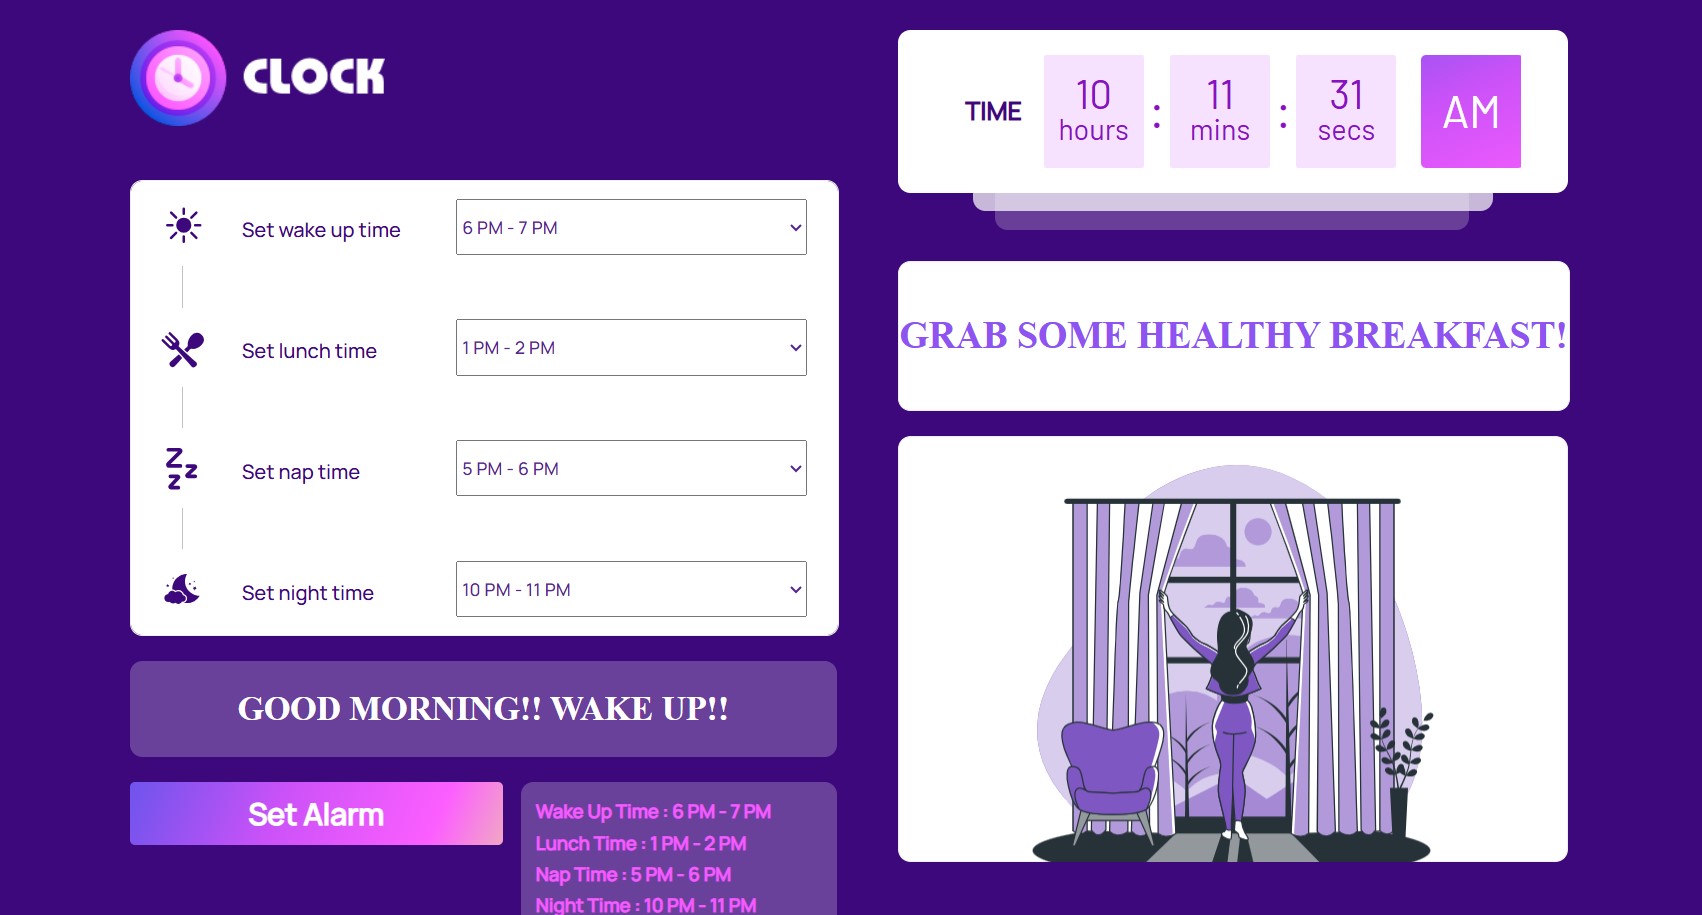 CLOCK
Set wake up time
6 PM - 7 PM
Set lunch time
1 PM - 2 PM
Set nap time
5 PM - 6 PM
Set night time
10 PM - 11 PM
GOOD MORNING!! WAKE UP!!
Set Alarm
Wake Up Time : 6 PM - 7 PM
Lunch Time : 1 PM - 2 PM
Nap Time : 5 PM - 6 PM
Night Time : 10 PM - 11 PM
TIME
10 : 11 : 31
hours mins secs
AM
GRAB SOME HEALTHY BREAKFAST!